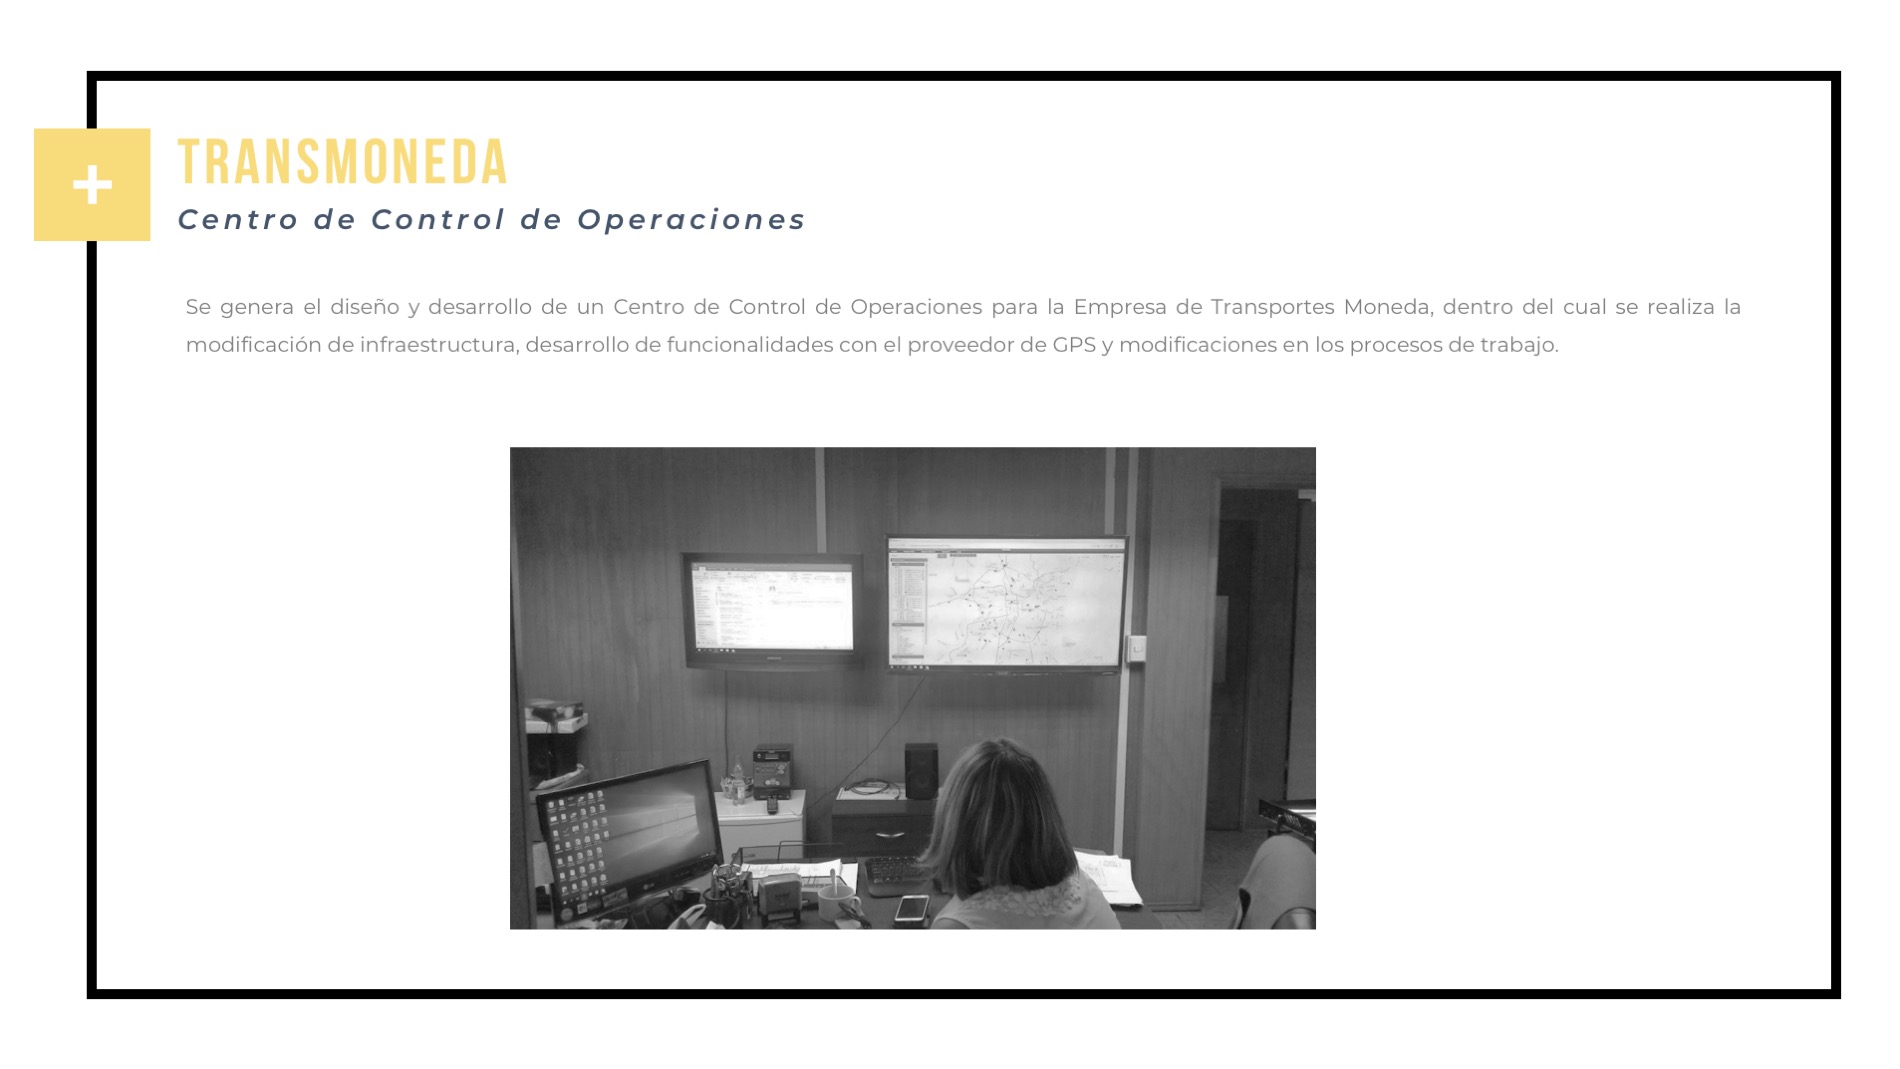 +
TRANSMONEDA
Centro de Control de Operaciones
Se genera el diseño y desarrollo de un Centro de Control de Operaciones para la Empresa de Transportes Moneda, dentro del cual se realiza la
modificación de infraestructura, desarrollo de funcionalidades con el proveedor de GPS y modificaciones en los procesos de trabajo.